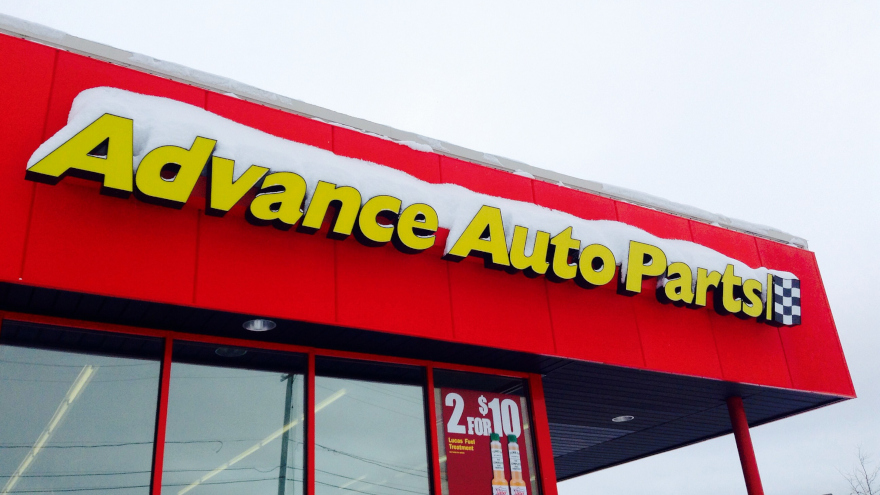 Advance Auto Parts
2 FOR $10
Lucas Fuel
Treatment